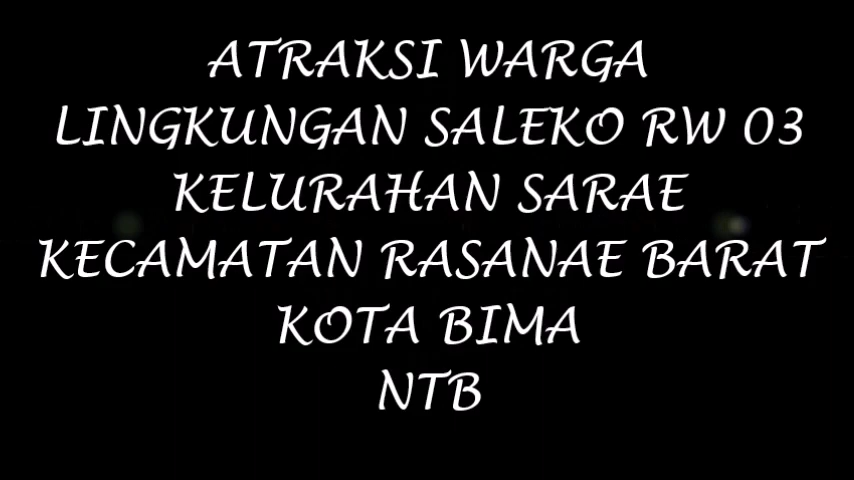 ATRAKSI WARGA
LINGKUNGAN SALEKO RW 03
KELURAHAN SARAE
KECAMATAN RASANAE BARAT
KOTA BIMA
NTB